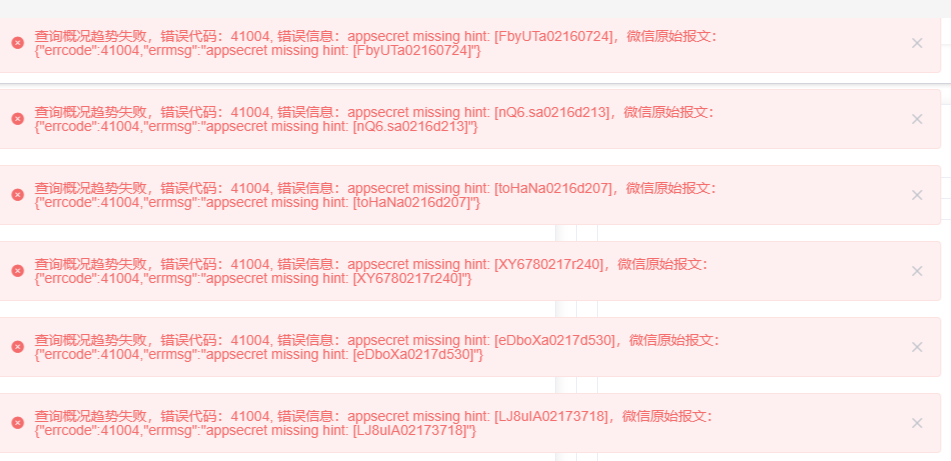 查询概况趋势失败，错误代码：41004, 错误信息：appsecret missing hint: [FbyUTa02160724]，微信原始报文：
{"errcode":41004,"errmsg":"appsecret missing hint: [FbyUTa02160724]"}
查询概况趋势失败，错误代码：41004, 错误信息：appsecret missing hint: [nQ6.sa0216d213]，微信原始报文：
{"errcode":41004,"errmsg":"appsecret missing hint: [nQ6.sa0216d213]"}
查询概况趋势失败，错误代码：41004, 错误信息：appsecret missing hint: [toHaNa0216d207]，微信原始报文：
{"errcode":41004,"errmsg":"appsecret missing hint: [toHaNa0216d207]"}
查询概况趋势失败，错误代码：41004, 错误信息：appsecret missing hint: [XY6780217r240]，微信原始报文：
{"errcode":41004,"errmsg":"appsecret missing hint: [XY6780217r240]"}
查询概况趋势失败，错误代码：41004, 错误信息：appsecret missing hint: [eDboXa0217d530]，微信原始报文：
{"errcode":41004,"errmsg":"appsecret missing hint: [eDboXa0217d530]"}
查询概况趋势失败，错误代码：41004, 错误信息：appsecret missing hint: [LJ8uIA02173718]，微信原始报文：
{"errcode":41004,"errmsg":"appsecret missing hint: [LJ8uIA02173718]"}